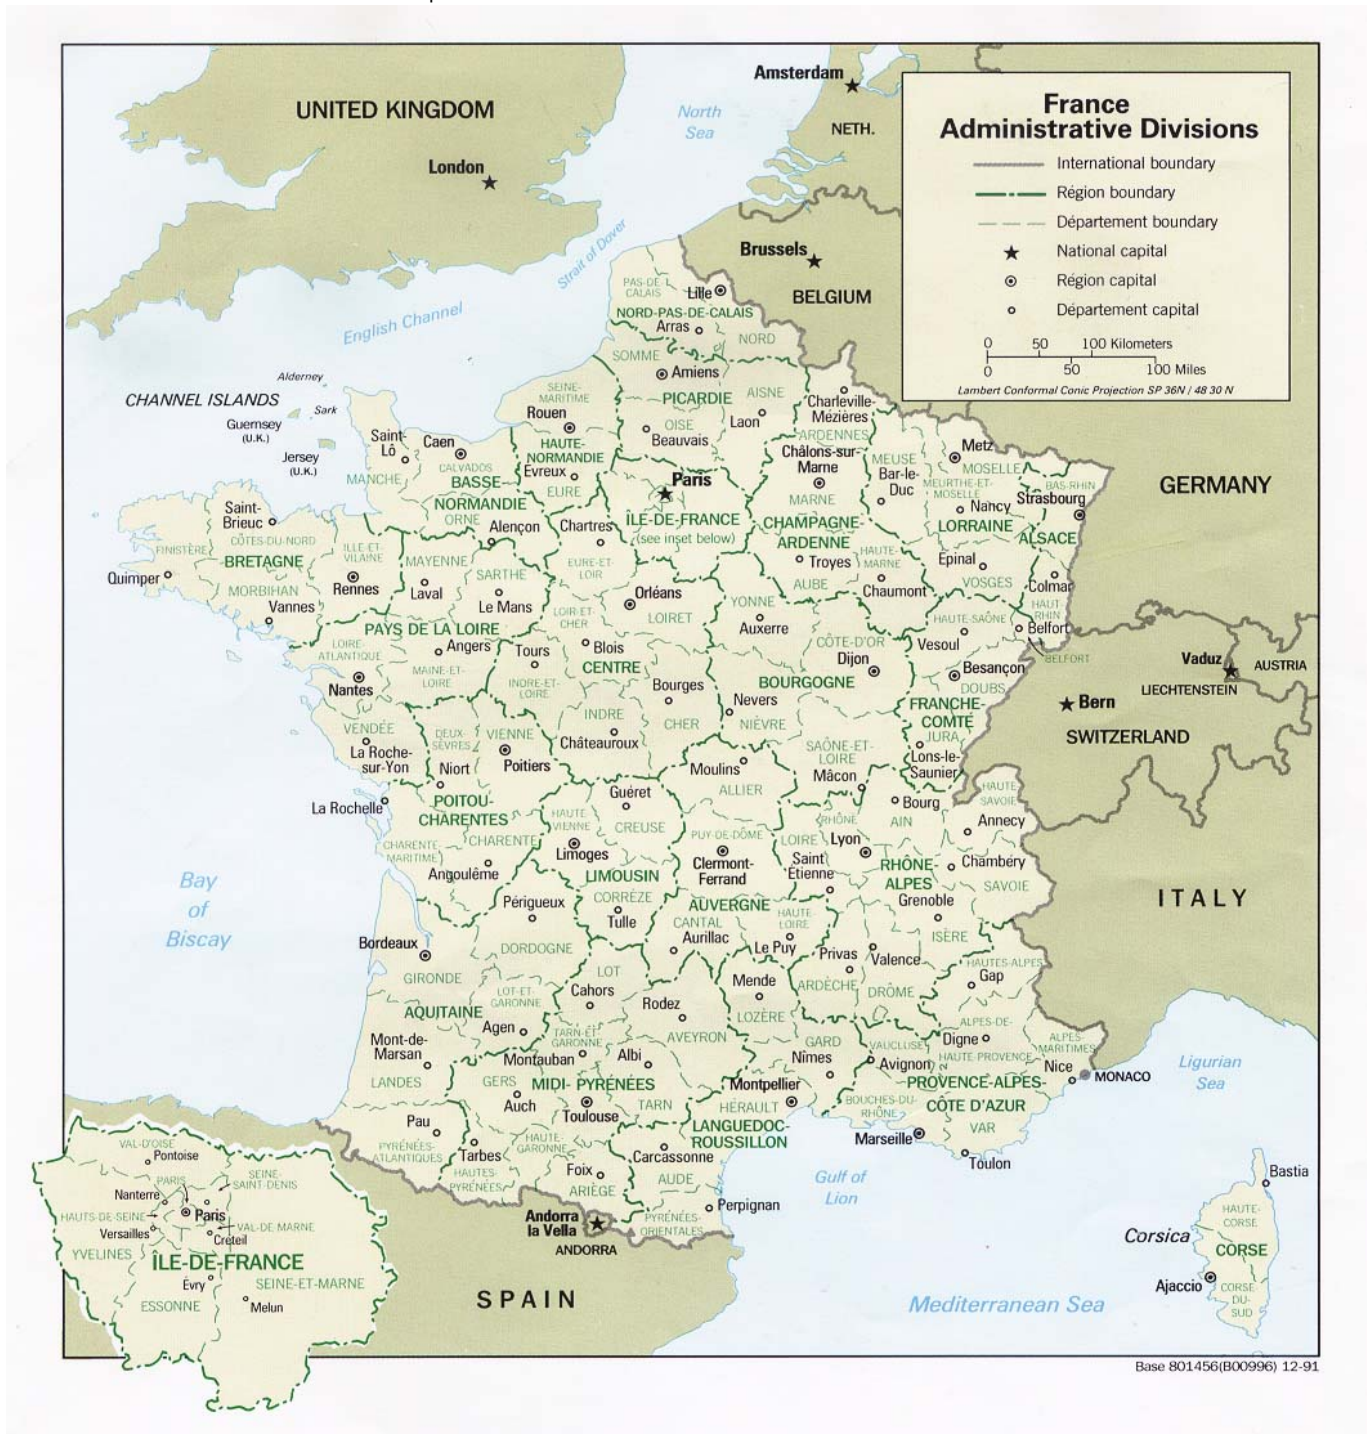 UNITED KINGDOM
London
North
Sea
Amsterdam
NETH.
Brussels
BELGIUM
Strait of Dover
English Channel
France
Administrative Divisions
International boundary
Région boundary
Département boundary
National capital
Région capital
Département capital
0 50 100 Kilometers
0 50 100 Miles
Lambert Conformal Conic Projection SP 36N / 48 30 N
CHANNEL ISLANDS
Alderney
Sark
Guernsey
(U.K.)
Jersey
(U.K.)
PAS-DE-
CALAIS
Lille
NORD-PAS-DE-CALAIS
Arras
NORD
SOMME
Amiens
PICARDIE
AISNE
OISE
Beauvais
Laon
SEINE-
MARITIME
Rouen
HAUTE-
NORMANDIE
Evreux
EURE
Saint-
Lô
Caen
CALVADOS
MANCHE
BASSE-
NORMANDIE
ORNE
Alençon
Charleville-
Mézières
ARDENNES
Châlons-sur-
Marne
MARNE
CHAMPAGNE-
ARDENNE
Troyes
AUBE
HAUTE-
MARNE
Chaumont
MEUSE
Bar-le-
Duc
Metz
MOSELLE
MEURTHE-ET-
MOSELLE
Nancy
LORRAINE
Epinal
VOSGES
BAS-RHIN
Strasbourg
ALSACE
Colmar
HAUT-
RHIN
GERMANY
Paris
ÎLE-DE-FRANCE
(see inset below)
Chartres
EURE-ET-
LOIR
Saint-
Brieuc
CÔTES-DU-NORD
FINISTÈRE
BRETAGNE
Quimper
MORBIHAN
Vannes
ILLE-ET-
VILAINE
Rennes
MAYENNE
Laval
SARTHE
Le Mans
PAYS DE LA LOIRE
LOIRE-
ATLANTIQUE
Nantes
Angers
MAINE-ET-
LOIRE
VENDÉE
La Roche-
sur-Yon
Orléans
LOIRET
LOIR-ET-
CHER
Blois
Tours
CENTRE
INDRE-ET-
LOIRE
Bourges
INDRE
CHER
Châteauroux
YONNE
Auxerre
CÔTE-D'OR
Dijon
BOURGOGNE
Nevers
NIÈVRE
SAÔNE-ET-
LOIRE
Mâcon
HAUTE-SAÔNE
Vesoul
Belfort
BELFORT
Besançon
DOUBS
FRANCHE-
COMTÉ
JURA
Lons-le-
Saunier
Bern
SWITZERLAND
Vaduz
LIECHTENSTEIN
AUSTRIA
DEUX-
SÈVRES
VIENNE
Poitiers
Niort
La Rochelle
POITOU-
CHARENTES
CHARENTE
CHARENTE
MARITIME
Angoulême
Guéret
HAUTE
VIENNE
CREUSE
Limoges
LIMOUSIN
CORRÈZE
Tulle
Moulins
ALLIER
PUY-DE-DÔME
Clermont-
Ferrand
AUVERGNE
CANTAL
Aurillac
HAUTE
LOIRE
Le Puy
RHÔNE
LOIRE
Lyon
Saint
Étienne
Bourg
AIN
HAUTE
SAVOIE
Annecy
RHÔNE
ALPES
Chambéry
SAVOIE
Grenoble
ISÈRE
Privas
Valence
ARDÈCHE
DRÔME
ITALY
Bay
of
Biscay
Périgueux
DORDOGNE
Bordeaux
GIRONDE
AQUITAINE
LOT-ET-
GARONNE
Agen
Mont-de-
Marsan
LANDES
Pau
PYRÉNÉES-
ATLANTIQUES
LOT
Cahors
Rodez
AVEYRON
TARN-ET
GARONNE
Montauban
Albi
GERS
Auch
MIDI- PYRÉNÉES
Toulouse
TARN
HAUTE-
GARONNE
Tarbes
HAUTES-
PYRÉNÉES
Foix
ARIÈGE
Mende
LOZÈRE
GARD
Nîmes
Montpellier
HÉRAULT
LANGUEDOC-
ROUSSILLON
Carcassonne
AUDE
Perpignan
PYRÉNÉES-
ORIENTALES
HAUTES-ALPES
Gap
ALPES-DE-
Digne
HAUTE PROVENCE
ALPES-
MARITIMES
Nice
MONACO
VAUCLUSE
Avignon
PROVENCE-ALPES-
CÔTE D'AZUR
BOUCHES-DU-
RHÔNE
VAR
Marseille
Toulon
Ligurian
Sea
Gulf of
Lion
Mediterranean Sea
Andorra
la Vella
ANDORRA
SPAIN
Bastia
HAUTE-
CORSE
Corsica
CORSE
Ajaccio
CORSE-
DU-
SUD
VAL-D'OISE
Pontoise
SEINE-
SAINT-DENIS
PARIS
Nanterre
Paris
HAUTS-DE-SEINE
VAL-DE MARNE
Versailles
Créteil
YVELINES
ÎLE-DE-FRANCE
Évry
SEINE-ET-MARNE
ESSONNE
Melun
Base 801456(B00996) 12-91